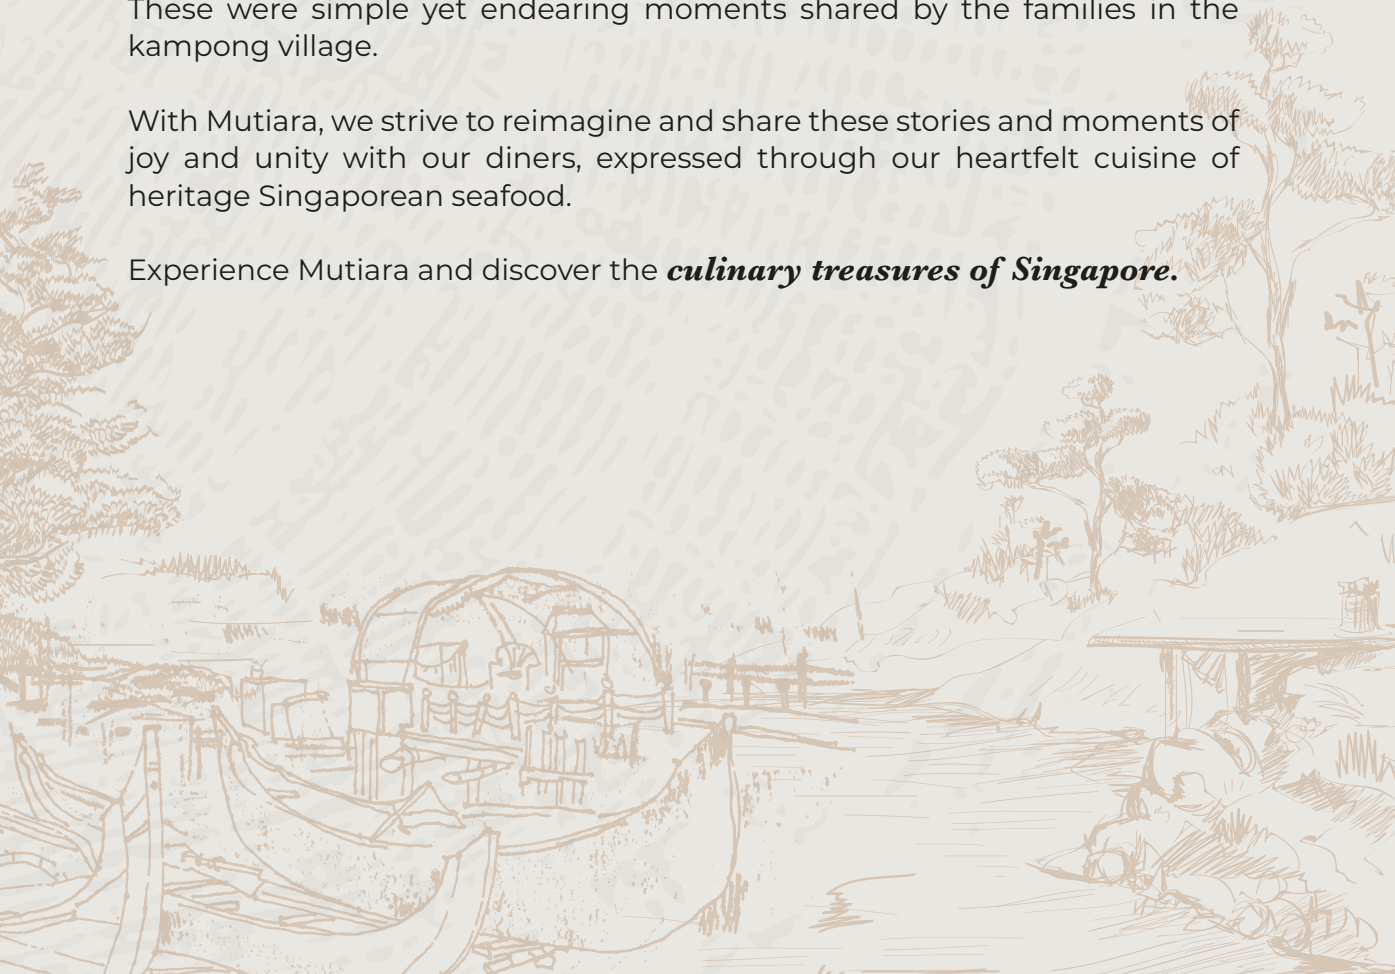 These were simple yet endearing moments shared by the families in the
kampong village.
With Mutiara, we strive to reimagine and share these stories and moments of
joy and unity with our diners, expressed through our heartfelt cuisine of
heritage Singaporean seafood.
Experience Mutiara and discover the culinary treasures of Singapore.